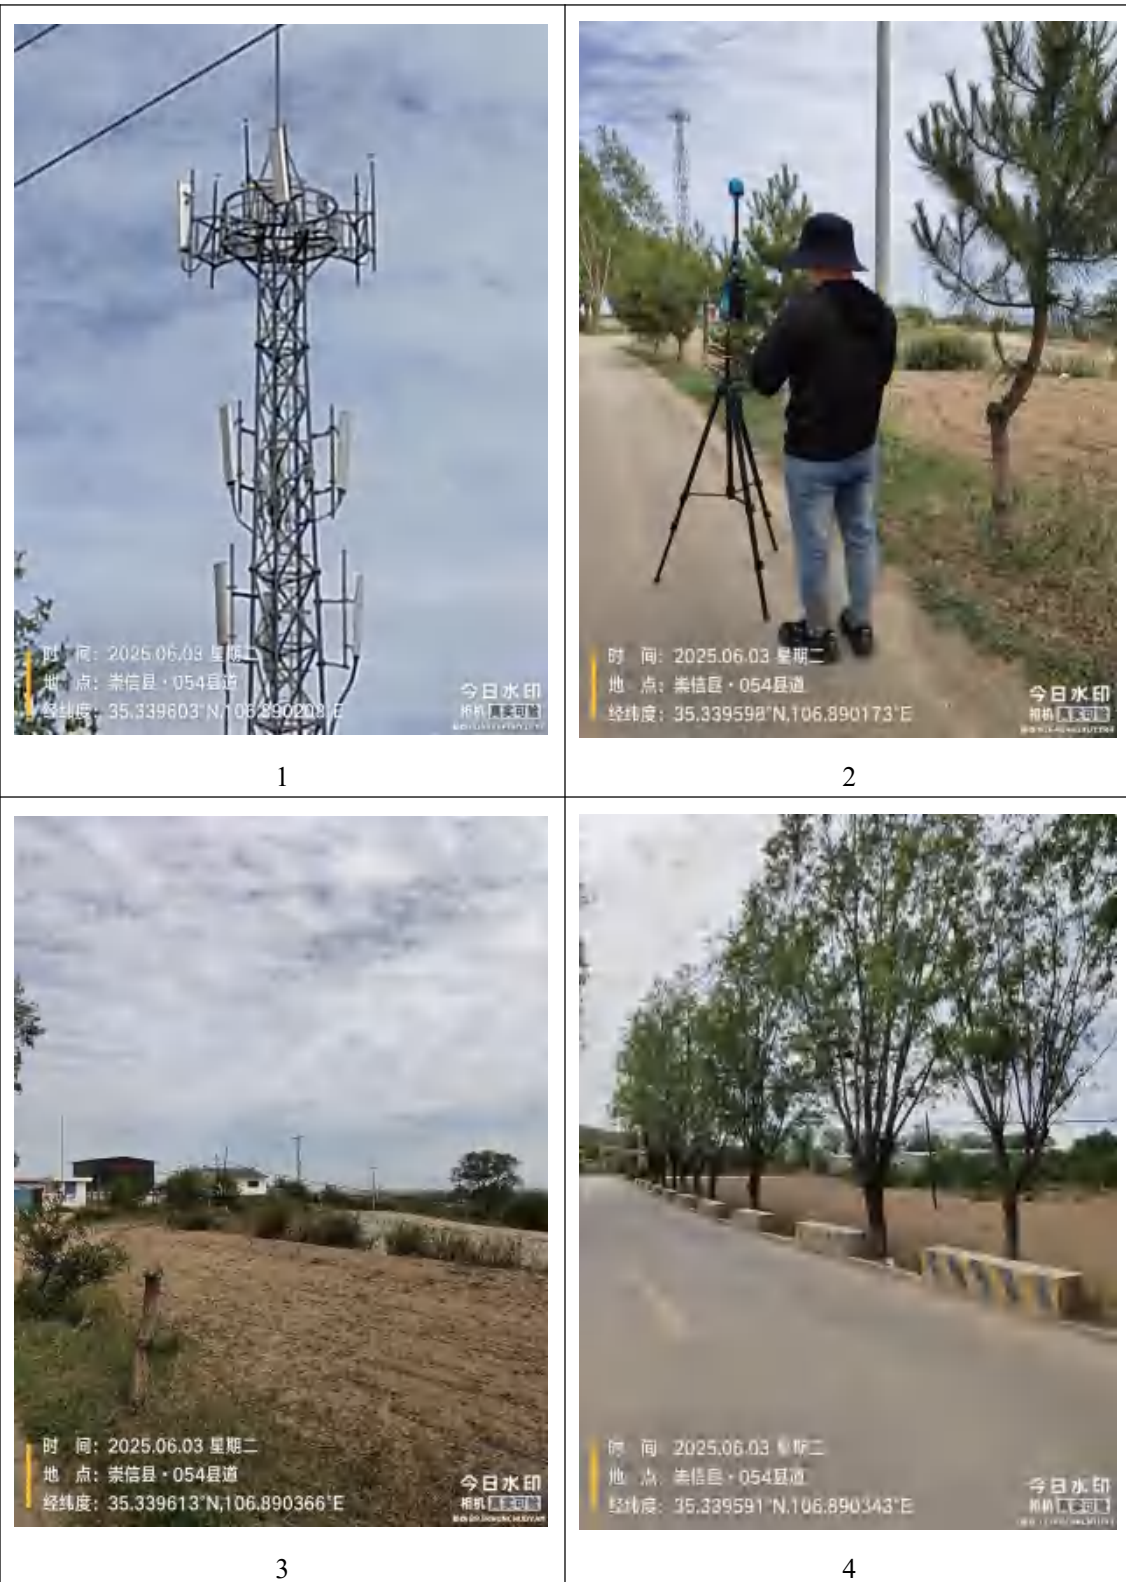 时 间：2025.06.03 星期二
地 点：崇信县·054县道
经纬度：35.339603°N,106.890208°E
今日水印
相机 真实可验
1
时 间：2025.06.03 星期二
地 点：崇信县·054县道
经纬度：35.339598°N,106.890173°E
今日水印
相机 真实可验
2
时 间：2025.06.03 星期二
地 点：崇信县·054县道
经纬度：35.339613°N,106.890366°E
今日水印
相机 真实可验
3
时 间：2025.06.03 星期二
地 点：崇信县·054县道
经纬度：35.339591°N,106.890343°E
今日水印
相机 真实可验
4